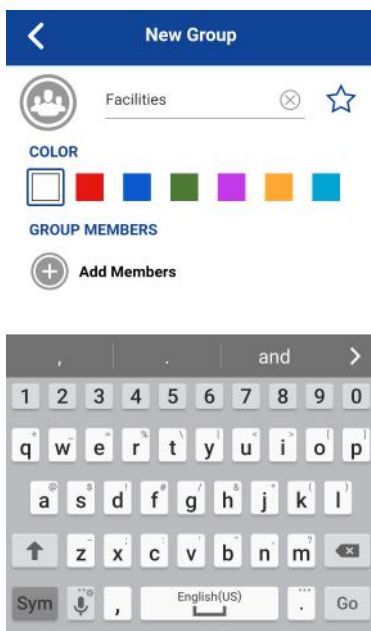 New Group
Facilities
COLOR
GROUP MEMBERS
Add Members
, . and
1 2 3 4 5 6 7 8 9 0
q w e r t y u i o p
a s d f g h j k l
z x c v b n m
Sym , English(US) . Go